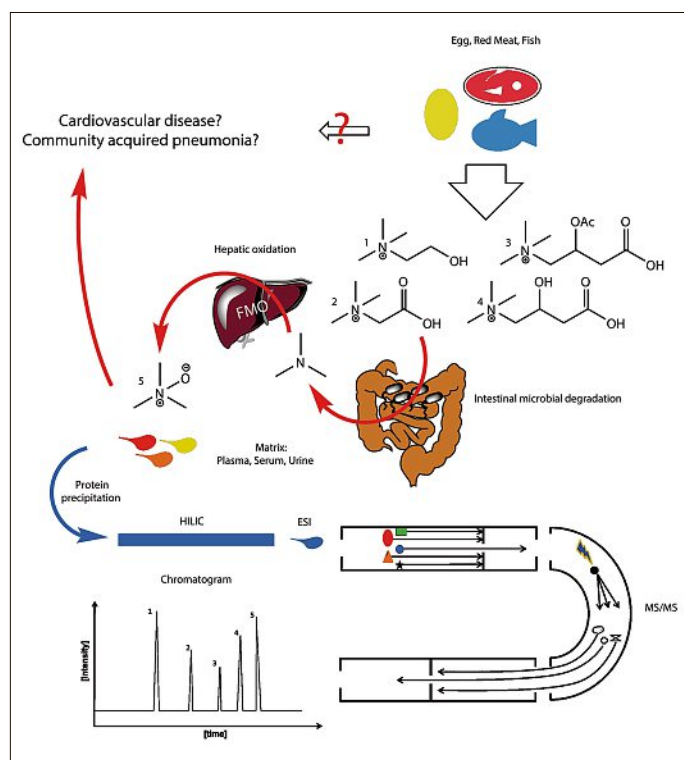 Egg, Red Meat, Fish
Cardiovascular disease?
Community acquired pneumonia?
?
Hepatic oxidation
FMO
1
N
⊕
OH
3
OAc
O
N
⊕
OH
2
O
N
⊕
OH
4
OH
O
N
⊕
OH
5
⊖
O
N
⊕
N
Intestinal microbial degradation
Matrix:
Plasma, Serum, Urine
Protein
precipitation
HILIC
ESI
MS/MS
Chromatogram
[Intensity]
1
2
3
4
5
[time]